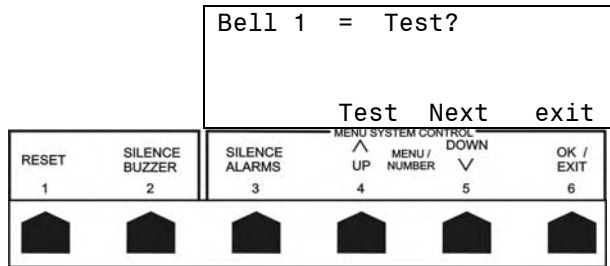 Bell 1 = Test?
Test Next exit
MENU SYSTEM CONTROL
RESET
1
SILENCE
BUZZER
2
SILENCE
ALARMS
3
UP
4
MENU /
NUMBER
DOWN
5
OK /
EXIT
6